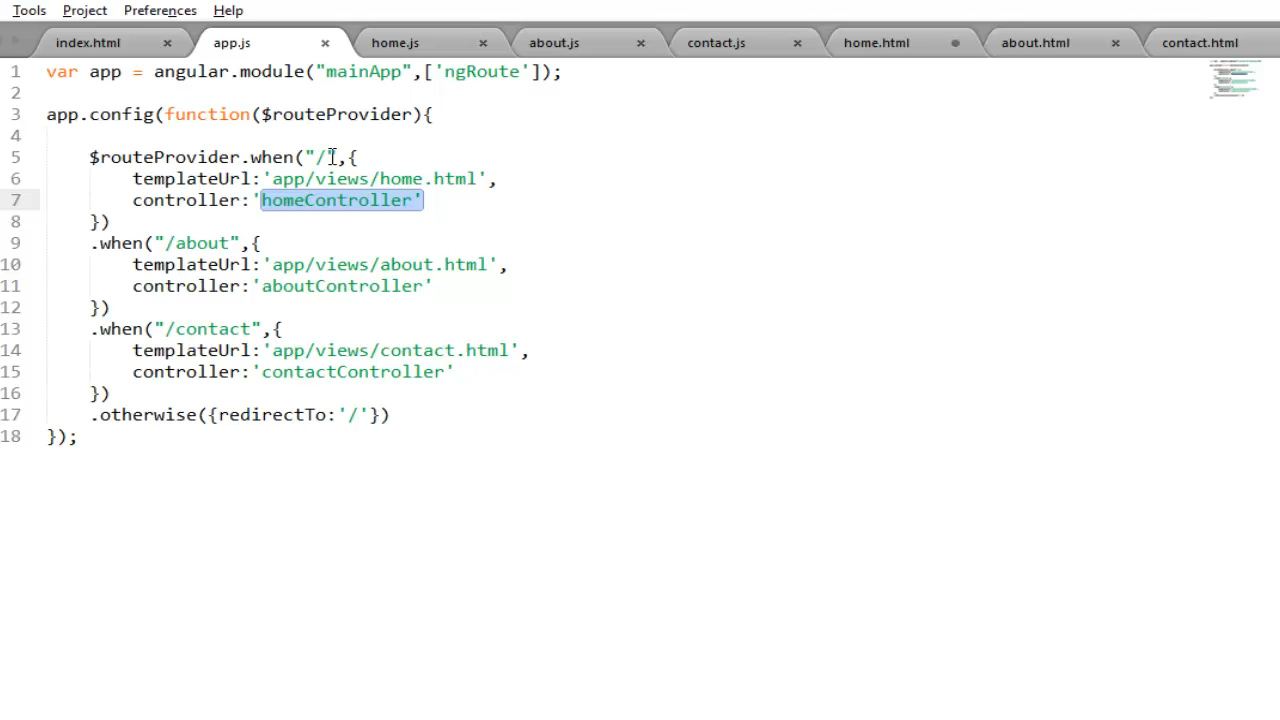 Tools Project Preferences Help
index.html × app.js × home.js × about.js × contact.js × home.html about.html × contact.html
1 var app = angular.module("mainApp",['ngRoute']);
2
3 app.config(function($routeProvider){
4
5 $routeProvider.when("/",{
6 templateUrl:'app/views/home.html',
7 controller:'homeController'
8 })
9 .when("/about",{
10 templateUrl:'app/views/about.html',
11 controller:'aboutController'
12 })
13 .when("/contact",{
14 templateUrl:'app/views/contact.html',
15 controller:'contactController'
16 })
17 .otherwise({redirectTo:'/'})
18 });